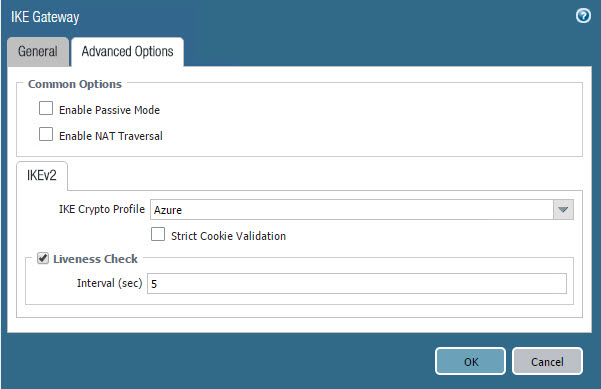 IKE Gateway
General
Advanced Options
Common Options
Enable Passive Mode
Enable NAT Traversal
IKEv2
IKE Crypto Profile Azure
Strict Cookie Validation
Liveness Check
Interval (sec) 5
OK Cancel